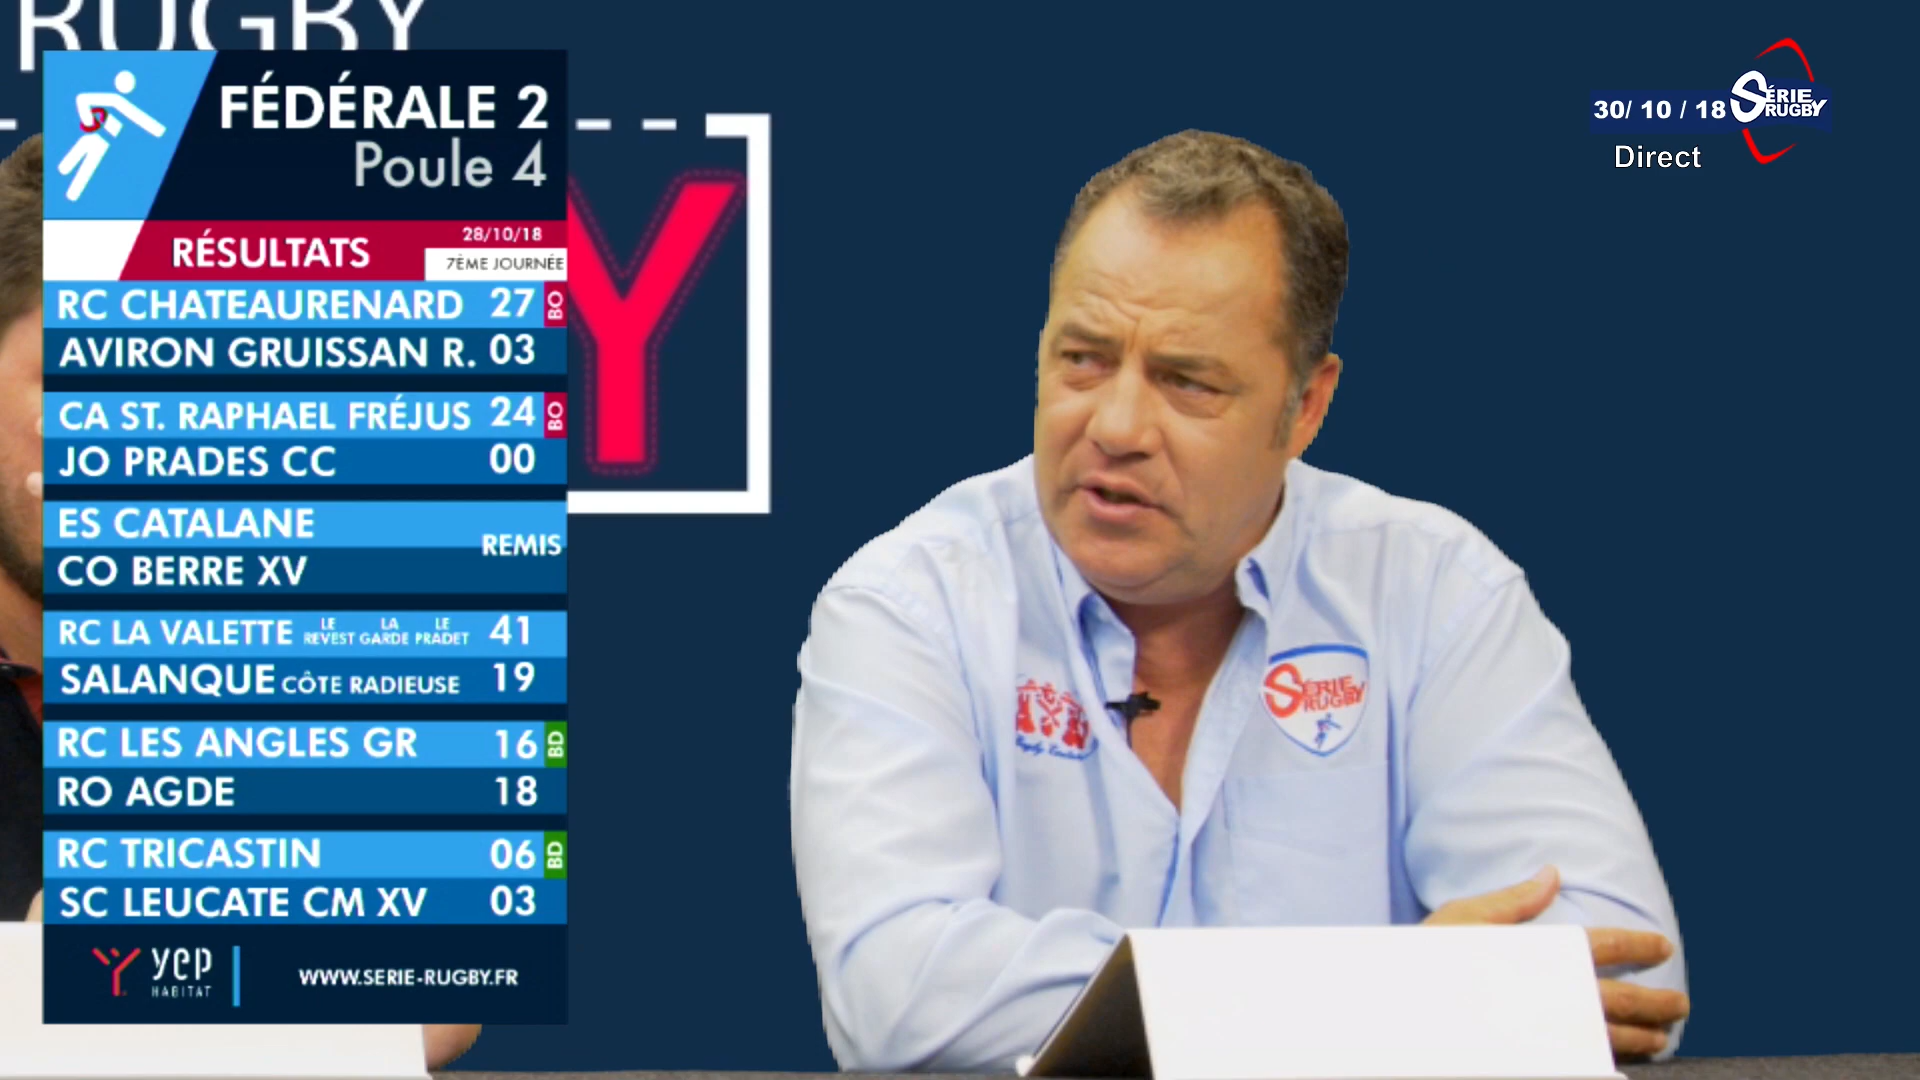 RUGBY
FÉDÉRALE 2
Poule 4
RÉSULTATS
28/10/18
7ÈME JOURNÉE
RC CHATEAURENARD 27 BO
AVIRON GRUISSAN R. 03
CA ST. RAPHAEL FRÉJUS 24 BO
JO PRADES CC 00
ES CATALANE
REMIS
CO BERRE XV
RC LA VALETTE LE REVEST LA GARDE LE PRADET 41
SALANQUE CÔTE RADIEUSE 19
RC LES ANGLES GR 16 BD
RO AGDE 18
RC TRICASTIN 06 BD
SC LEUCATE CM XV 03
yep
HABITAT
WWW.SERIE-RUGBY.FR
Y
30/ 10 / 18
SÉRIE
RUGBY
Direct
SÉRIE
RUGBY